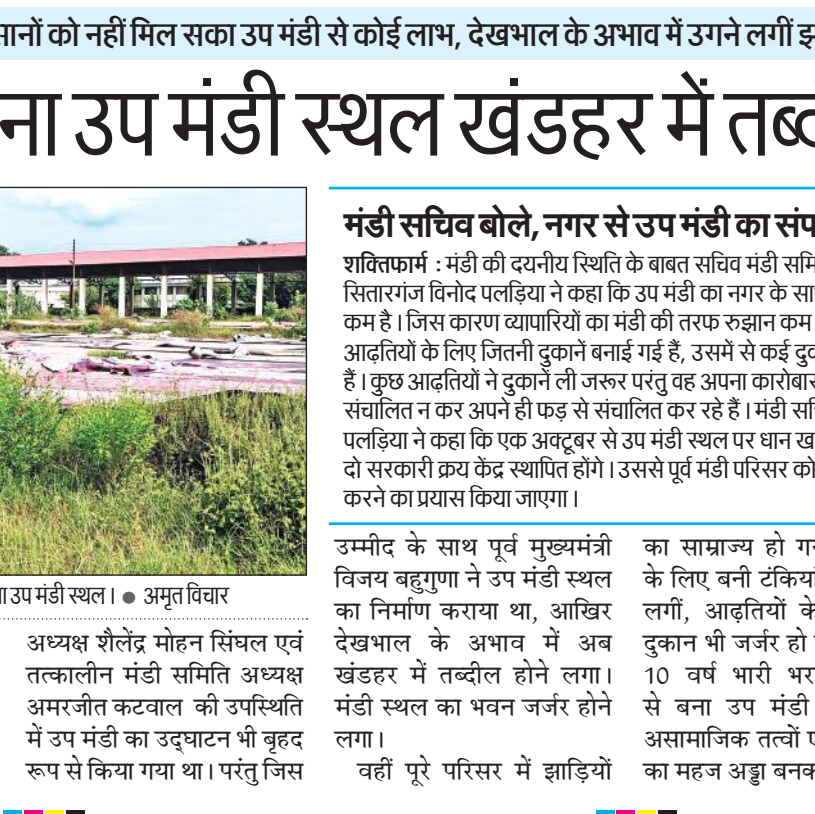 को नहीं मिल सका उप मंडी से कोई लाभ, देखभाल के अभाव में उगने लगीं
उप मंडी स्थल खंडहर में
मंडी सचिव बोले, नगर से उप मंडी का
शक्तिफार्म : मंडी की दयनीय स्थिति के बाबत सचिव मंडी
सितारगंज विनोद पलड़िया ने कहा कि उप मंडी का नगर के
कम है। जिस कारण व्यापारियों का मंडी की तरफ रुझान कम
आढ़तियों के लिए जितनी दुकानें बनाई गई हैं, उसमें से कई
हैं। कुछ आढ़तियों ने दुकानें ली जरूर परंतु वह अपना
संचालित न कर अपने ही फड़ से संचालित कर रहे हैं। मंडी
पलड़िया ने कहा कि एक अक्टूबर से उप मंडी स्थल पर धान
दो सरकारी क्रय केंद्र स्थापित होंगे। उससे पूर्व मंडी परिसर को
करने का प्रयास किया जाएगा।
उप मंडी स्थल। ● अमृत विचार
अध्यक्ष शैलेंद्र मोहन सिंघल एवं
तत्कालीन मंडी समिति अध्यक्ष
अमरजीत कटवाल की उपस्थिति
में उप मंडी का उद्घाटन भी बृहद
रूप से किया गया था। परंतु जिस
उम्मीद के साथ पूर्व मुख्यमंत्री
विजय बहुगुणा ने उप मंडी स्थल
का निर्माण कराया था, आखिर
देखभाल के अभाव में अब
खंडहर में तब्दील होने लगा।
मंडी स्थल का भवन जर्जर होने
लगा।
वहीं पूरे परिसर में झाड़ियों
का साम्राज्य हो
के लिए बनी
लगीं, आढ़तियों
दुकान भी जर्जर हो
10 वर्ष भारी
से बना उप मंडी
असामाजिक तत्वों
का महज अड्डा